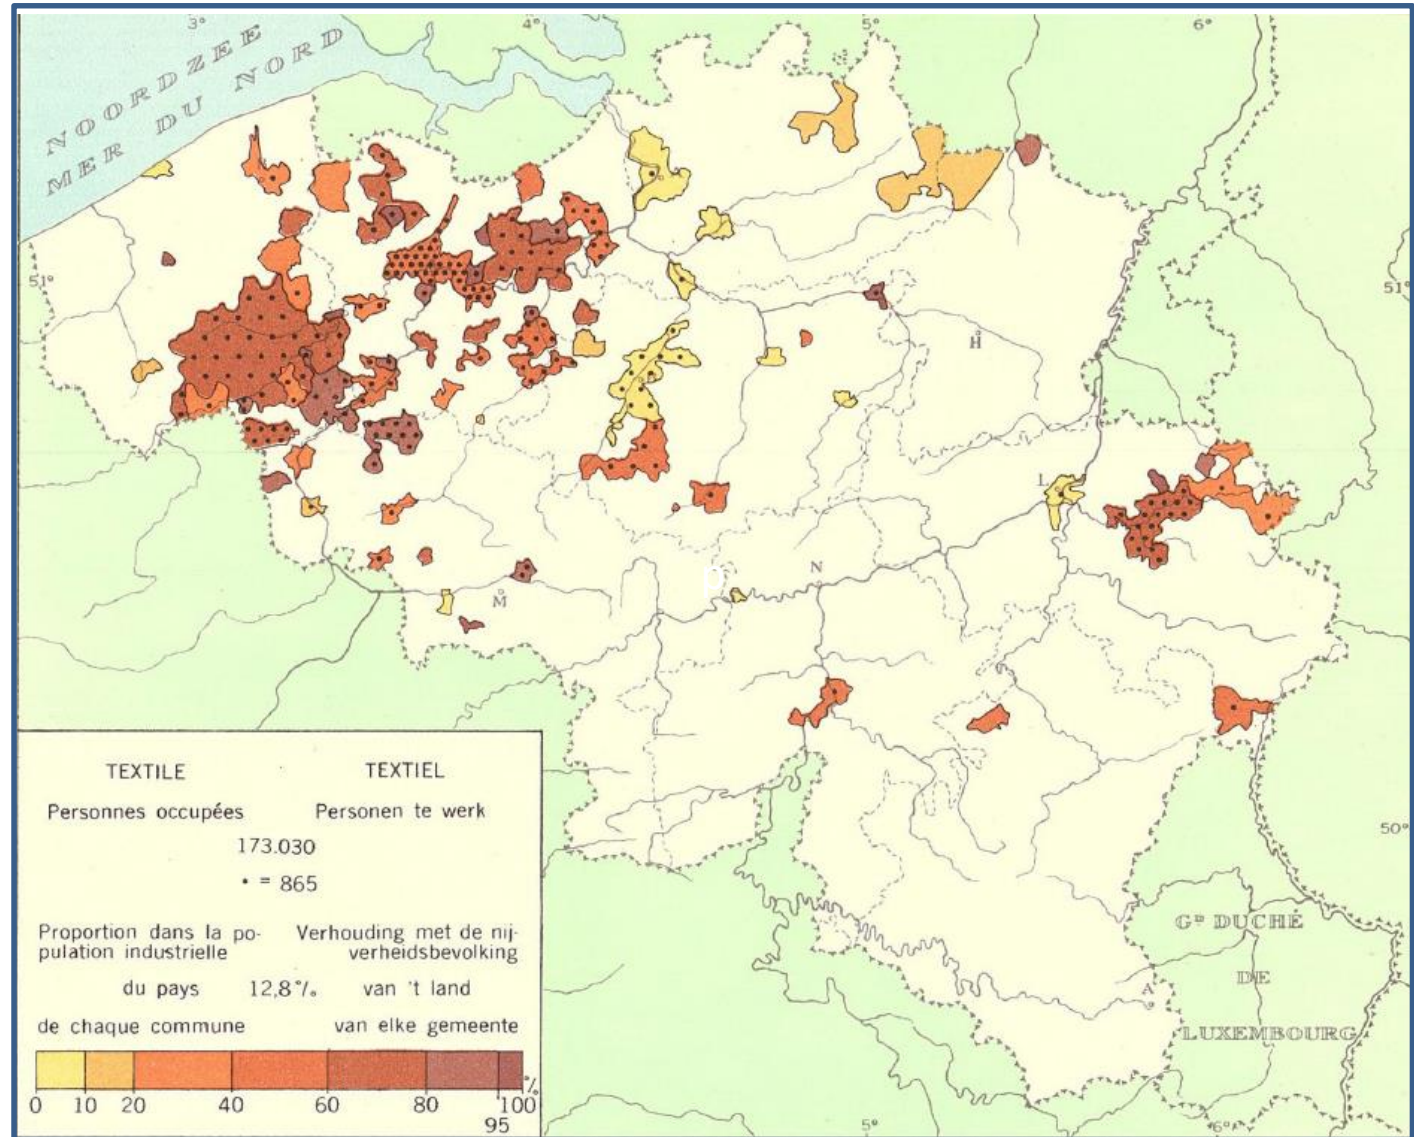 3°
4°
5°
6°
NOORDZEE
MER DU NORD
51°
51°
H
L
p
N
M
50°
TEXTILE TEXTIEL
Personnes occupées Personen te werk
173.030
• = 865
Proportion dans la po- Verhouding met de nij-
pulation industrielle verheidsbevolking
du pays 12,8% van 't land
de chaque commune van elke gemeente
0 10 20 40 60 80 100 %
95
Gᴰ DUCHÉ
DE
A
LUXEMBOURG
5°
6°